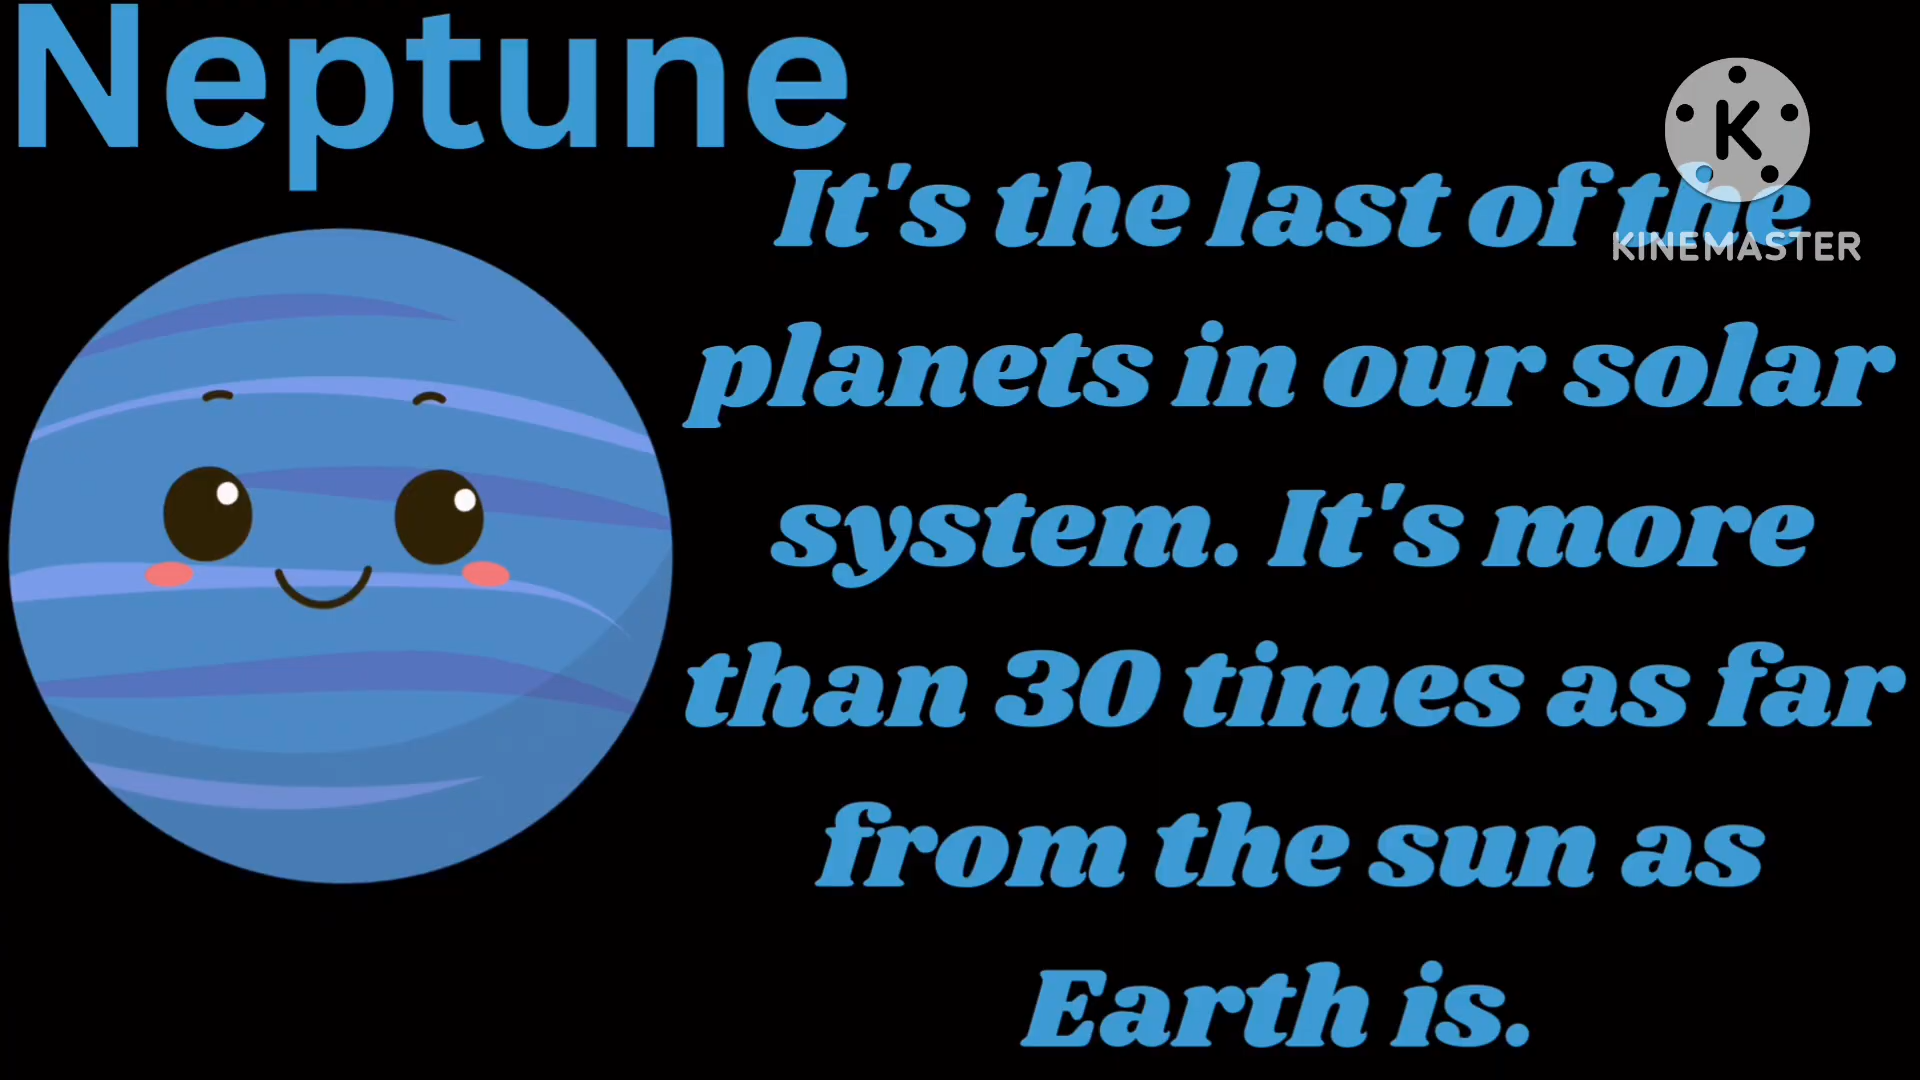 Neptune
K
KINEMASTER
It's the last of the
planets in our solar
system. It's more
than 30 times as far
from the sun as
Earth is.